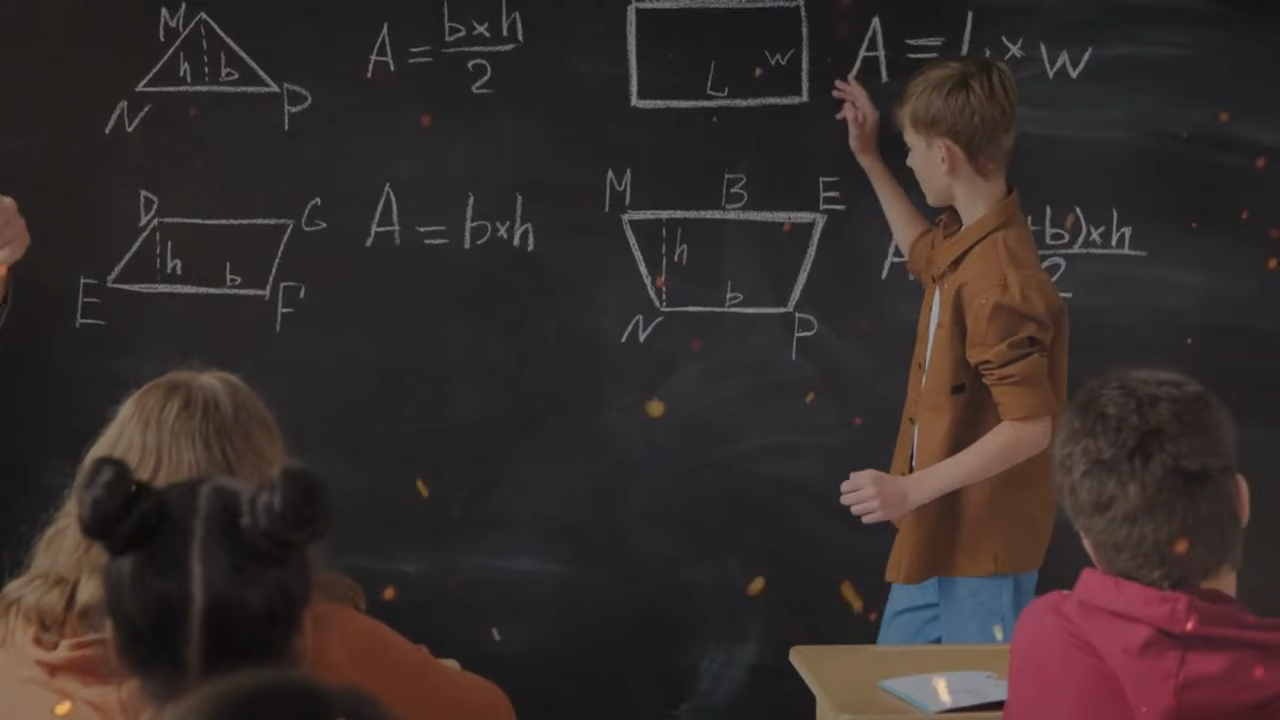 M
h b
N P
A = b×h / 2
L w
A = L × w
D G
h b
E F
A = b×h
M B E
h
b
N P
b)×h
2